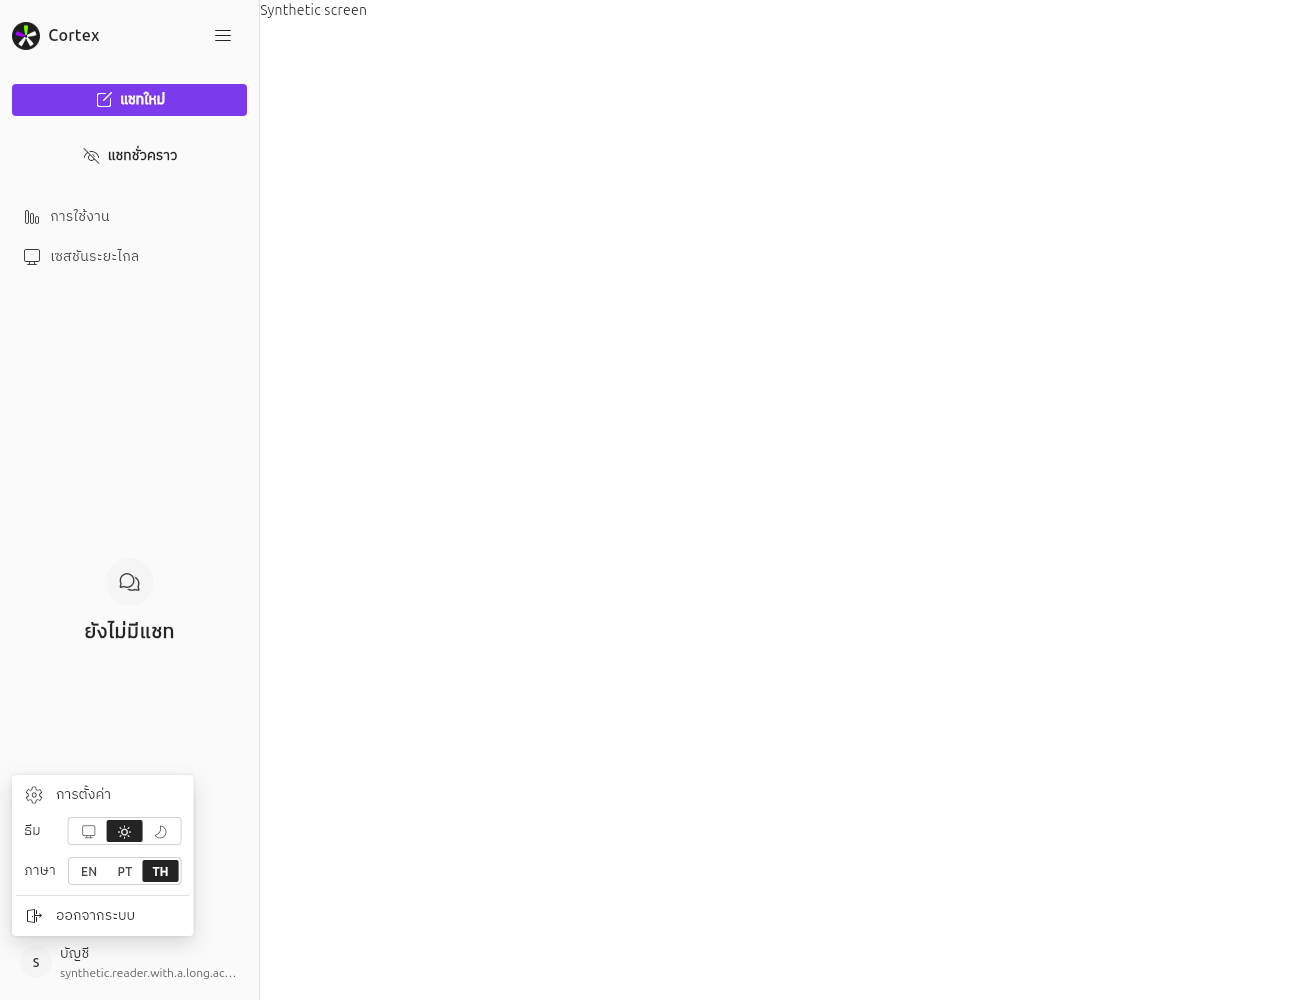 Cortex
แชทใหม่
แชทชั่วคราว
การใช้งาน
เซสชันระยะไกล
ยังไม่มีแชท
การตั้งค่า
ธีม
ภาษา EN PT TH
ออกจากระบบ
S
บัญชี
synthetic.reader.with.a.long.ac...
Synthetic screen